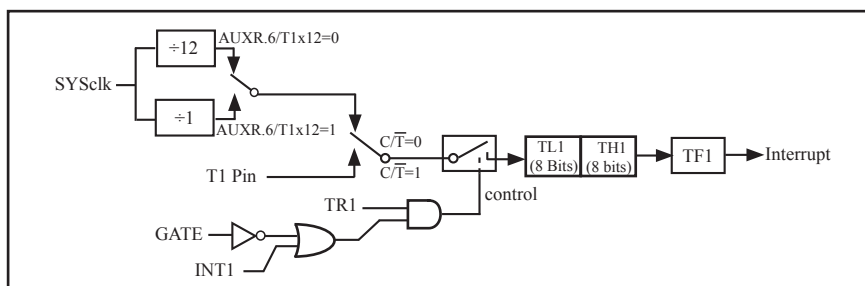 ÷12
AUXR.6/T1x12=0
SYSclk
÷1
AUXR.6/T1x12=1
C/T̅=0
C/T̅=1
T1 Pin
TL1
(8 Bits)
TH1
(8 bits)
TF1
Interrupt
control
TR1
GATE
INT1